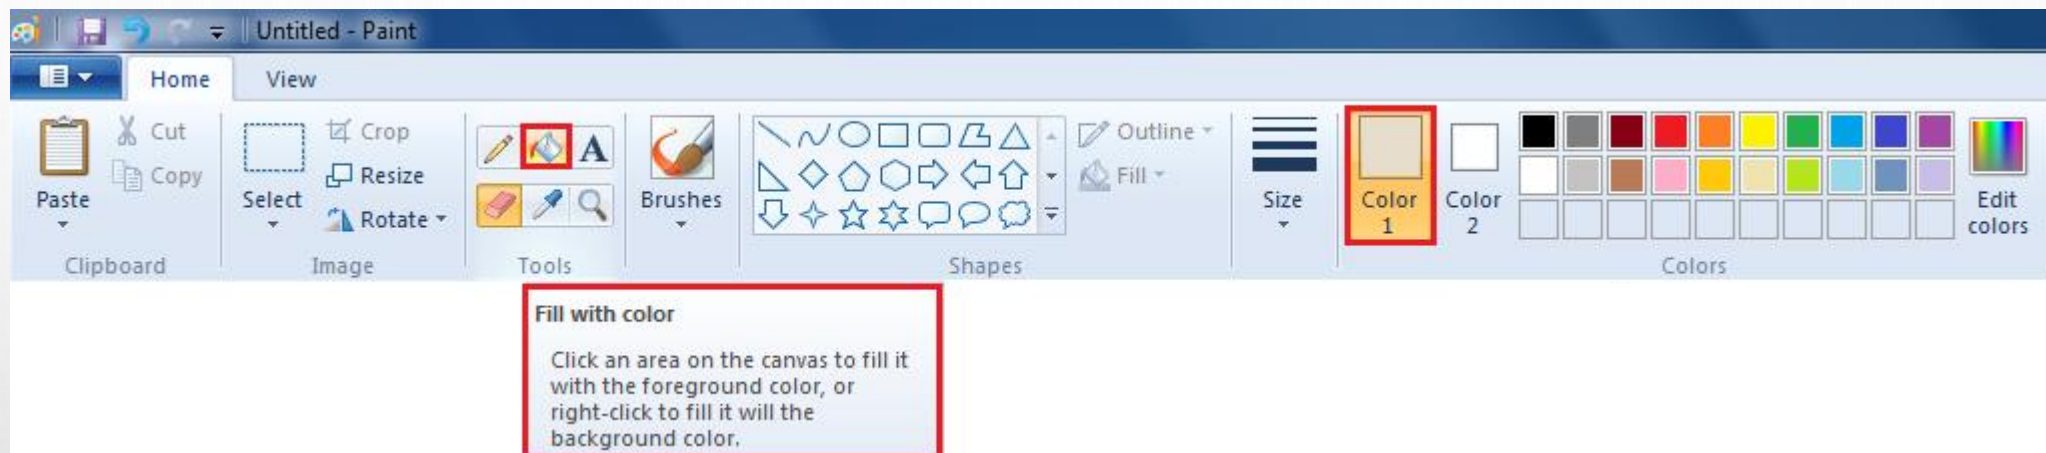 Untitled - Paint
Home View
Cut
Copy
Paste
Clipboard
Crop
Resize
Rotate
Select
Image
A
Tools
Brushes
Outline
Fill
Shapes
Size
Color
1
Color
2
Edit
colors
Colors
Fill with color
Click an area on the canvas to fill it
with the foreground color, or
right-click to fill it will the
background color.